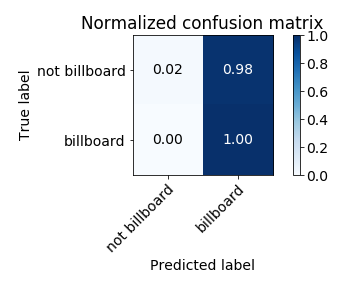 Normalized confusion matrix
True label
not billboard
billboard
0.02
0.98
0.00
1.00
not billboard
billboard
Predicted label
1.0
0.8
0.6
0.4
0.2
0.0